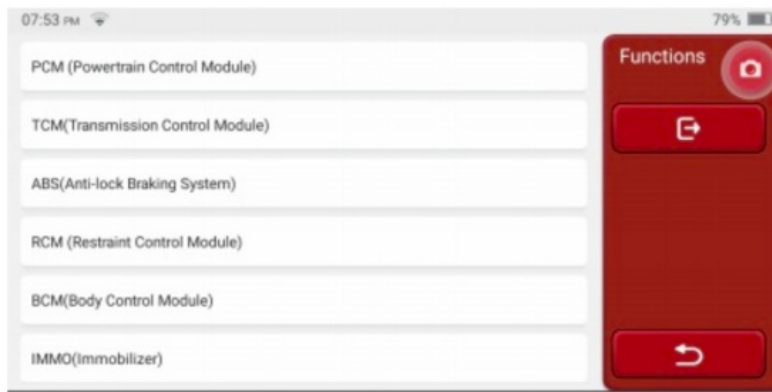 07:53 PM
79%
PCM (Powertrain Control Module)
TCM(Transmission Control Module)
ABS(Anti-lock Braking System)
RCM (Restraint Control Module)
BCM(Body Control Module)
IMMO(Immobilizer)
Functions